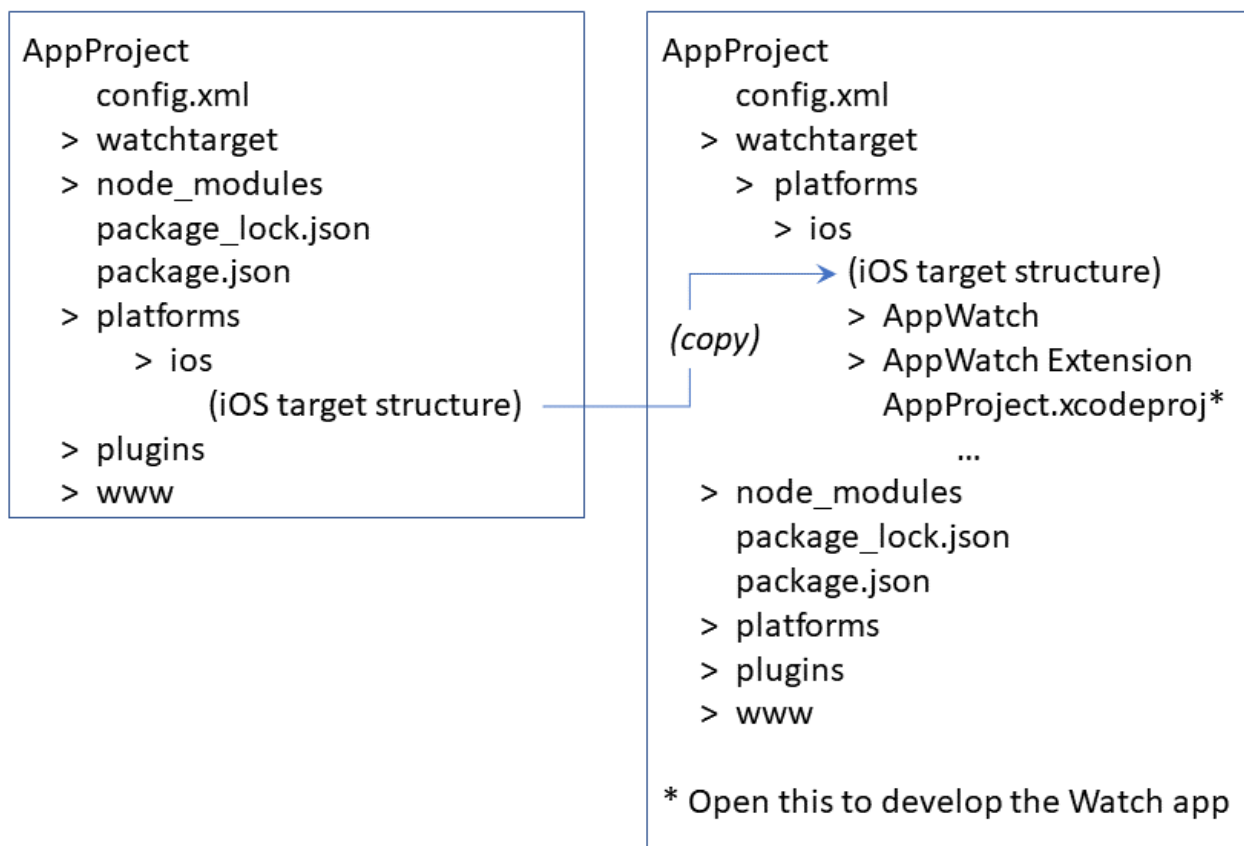 AppProject
config.xml
> watchtarget
> node_modules
package_lock.json
package.json
> platforms
> ios
(iOS target structure)
> plugins
> www
(copy)
AppProject
config.xml
> watchtarget
> platforms
> ios
(iOS target structure)
> AppWatch
> AppWatch Extension
AppProject.xcodeproj*
...
> node_modules
package_lock.json
package.json
> platforms
> plugins
> www
* Open this to develop the Watch app